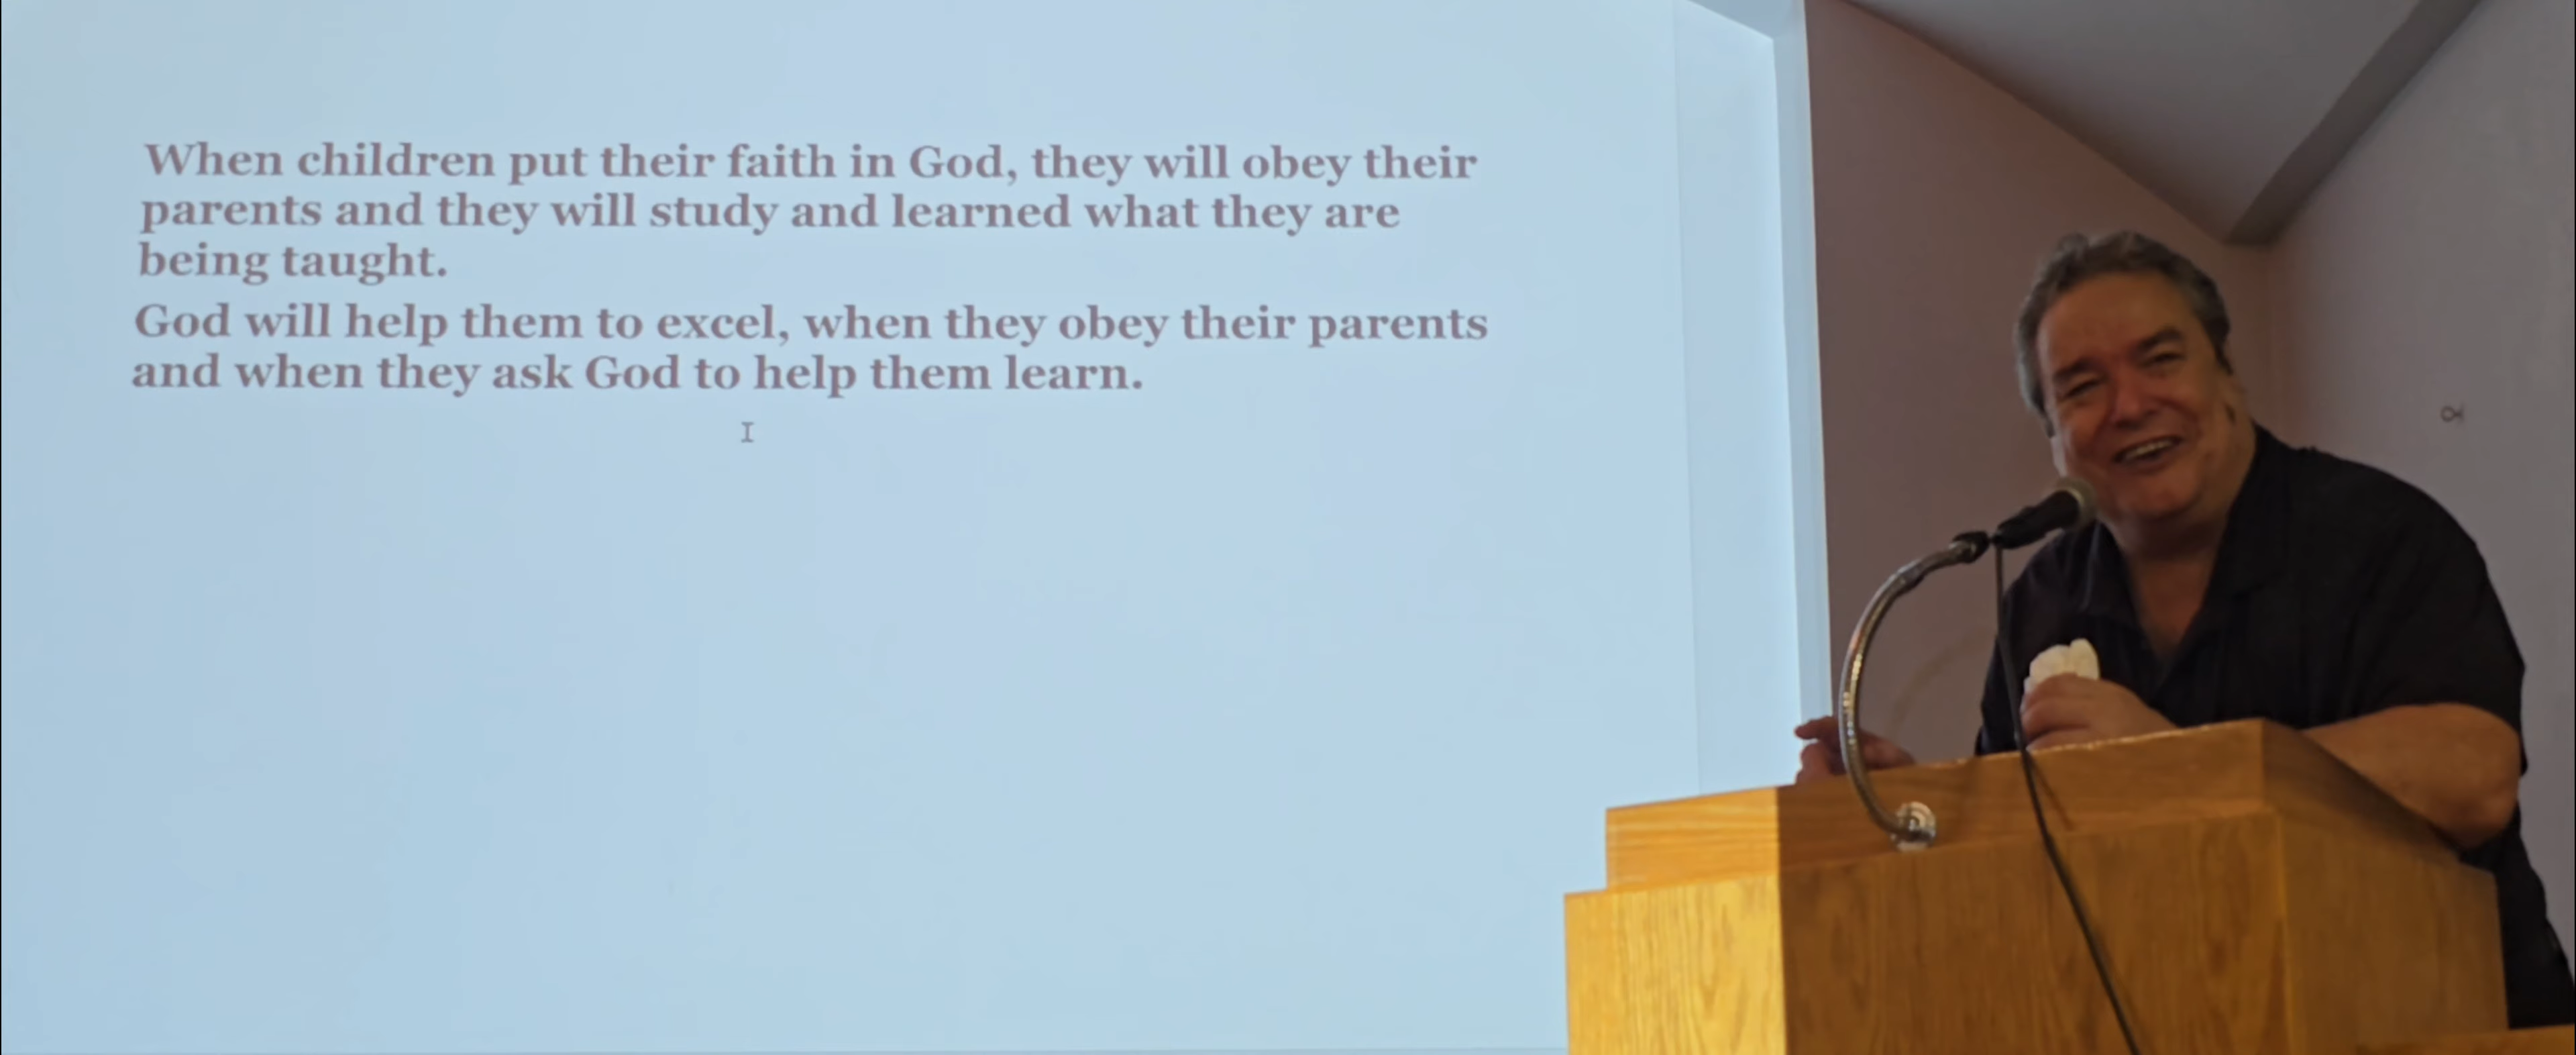 When children put their faith in God, they will obey their
parents and they will study and learned what they are
being taught.
God will help them to excel, when they obey their parents
and when they ask God to help them learn.